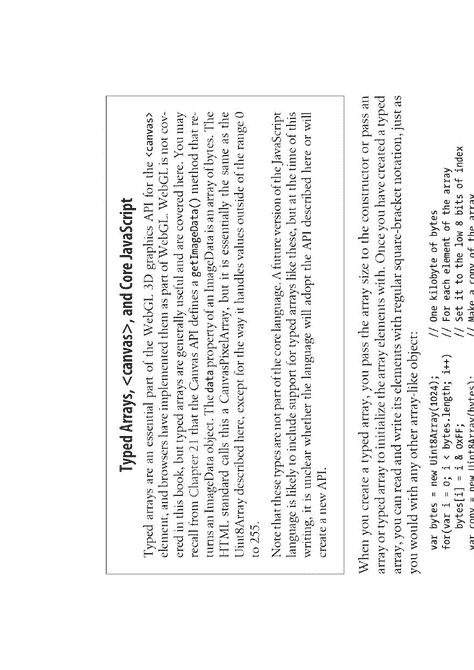 Typed Arrays, <canvas>, and Core JavaScript
Typed arrays are an essential part of the WebGL 3D graphics API for the <canvas>
element, and browsers have implemented them as part of WebGL. WebGL is not cov-
ered in this book, but typed arrays are generally useful and are covered here. You may
recall from Chapter 21 that the Canvas API defines a getImageData() method that re-
turns an ImageData object. The data property of an ImageData is an array of bytes. The
HTML standard calls this a CanvasPixelArray, but it is essentially the same as the
Uint8Array described here, except for the way it handles values outside of the range 0
to 255.
Note that these types are not part of the core language. A future version of the JavaScript
language is likely to include support for typed arrays like these, but at the time of this
writing, it is unclear whether the language will adopt the API described here or will
create a new API.
When you create a typed array, you pass the array size to the constructor or pass an
array or typed array to initialize the array elements with. Once you have created a typed
array, you can read and write its elements with regular square-bracket notation, just as
you would with any other array-like object:
var bytes = new Uint8Array(1024); // One kilobyte of bytes
for(var i = 0; i < bytes.length; i++) // For each element of the array
bytes[i] = i & 0xFF; // Set it to the low 8 bits of index
var copy = new Uint8Array(bytes); // Make a copy of the array